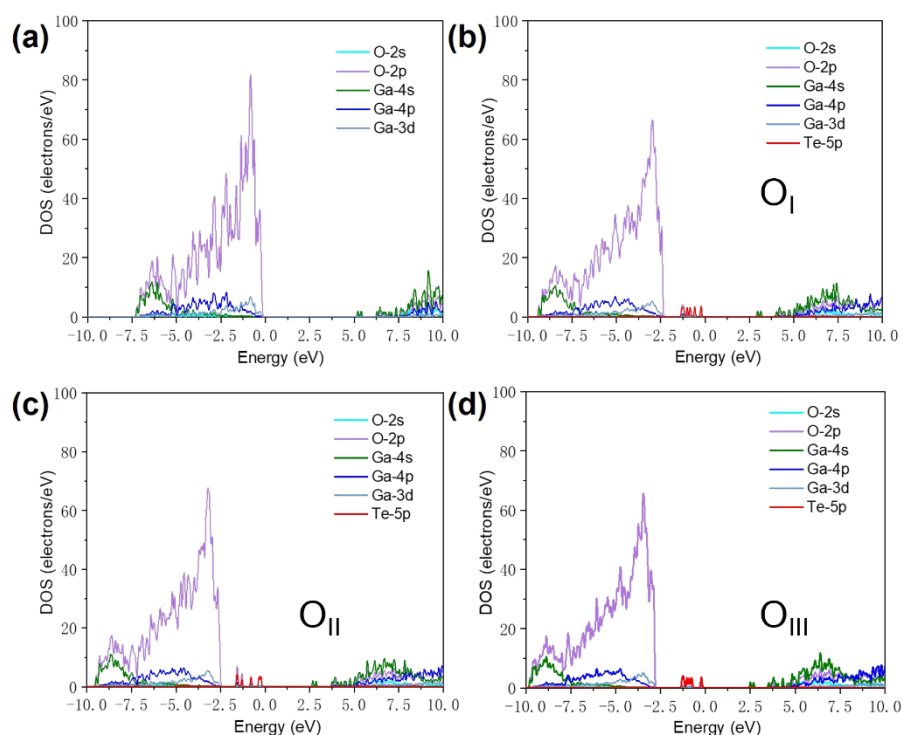 (a)
DOS (electrons/eV)
100
80
60
40
20
0
O-2s
O-2p
Ga-4s
Ga-4p
Ga-3d
-10.0 -7.5 -5.0 -2.5 0.0 2.5 5.0 7.5 10.0
Energy (eV)
(b)
DOS (electrons/eV)
100
80
60
40
20
0
O-2s
O-2p
Ga-4s
Ga-4p
Ga-3d
Te-5p
OI
-10.0 -7.5 -5.0 -2.5 0.0 2.5 5.0 7.5 10.0
Energy (eV)
(c)
DOS (electrons/eV)
100
80
60
40
20
0
O-2s
O-2p
Ga-4s
Ga-4p
Ga-3d
Te-5p
OII
-10.0 -7.5 -5.0 -2.5 0.0 2.5 5.0 7.5 10.0
Energy (eV)
(d)
DOS (electrons/eV)
100
80
60
40
20
0
O-2s
O-2p
Ga-4s
Ga-4p
Ga-3d
Te-5p
OIII
-10.0 -7.5 -5.0 -2.5 0.0 2.5 5.0 7.5 10.0
Energy (eV)